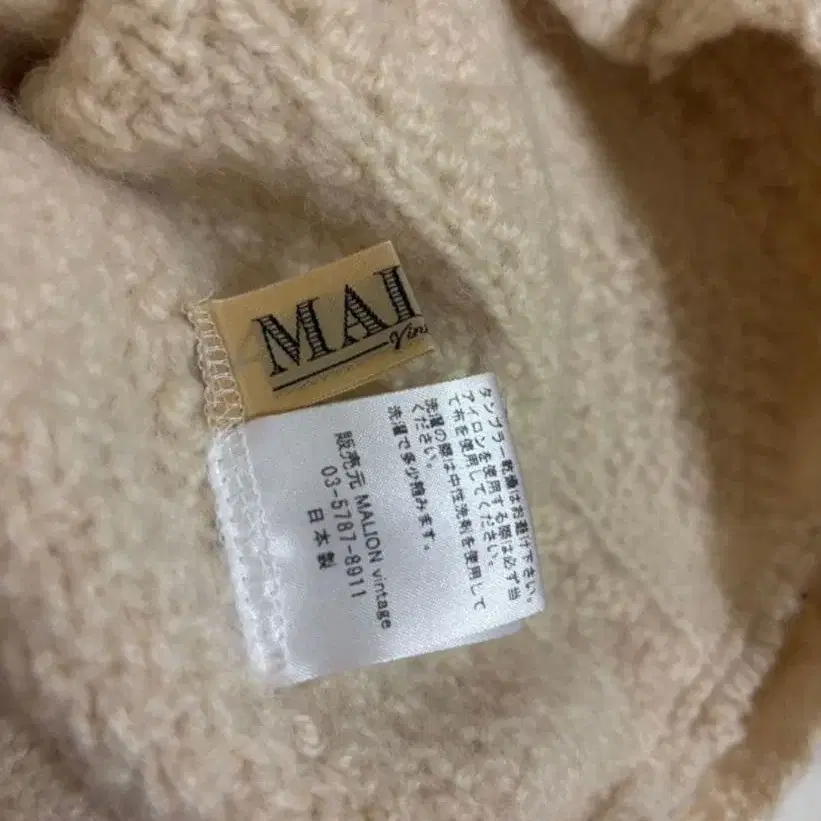 MAI
Vin
タンブラー乾燥はお避け下さい。
アイロンを使用する際は必ず当
て布を使用してください。
洗濯の際は中性洗剤を使用して
ください。
洗濯で多少縮みます。
販売元 MALION vintage
03-5787-8911
日本製